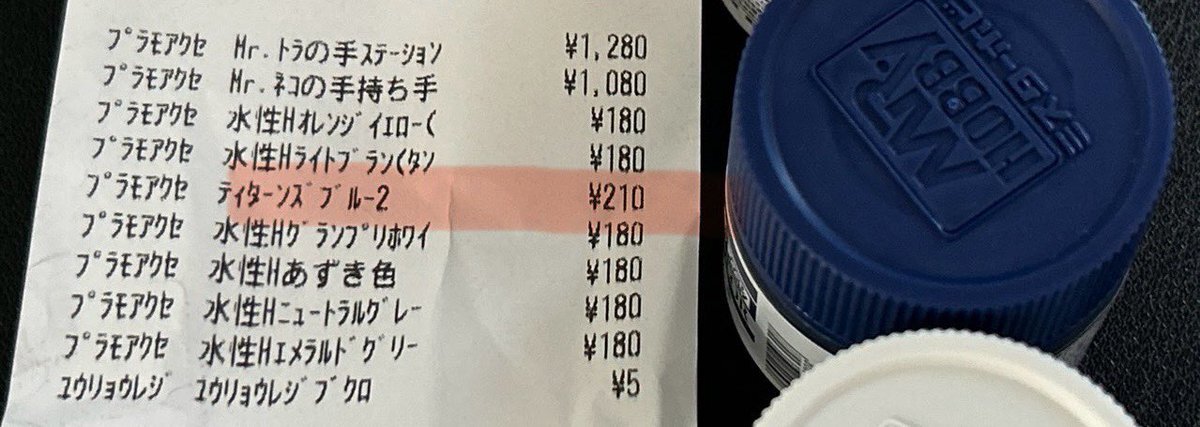 ﾌﾟﾗﾓｱｸｾ Mr.ﾄﾗの手ｽﾃｰｼｮﾝ ¥1,280
ﾌﾟﾗﾓｱｸｾ Mr.ﾈｺの手持ち手 ¥1,080
ﾌﾟﾗﾓｱｸｾ 水性Hｵﾚﾝｼﾞｲｴﾛｰ( ¥180
ﾌﾟﾗﾓｱｸｾ 水性Hﾗｲﾄﾌﾞﾗﾝ(ﾀﾝ ¥180
ﾌﾟﾗﾓｱｸｾ ﾃｨﾀｰﾝｽﾞﾌﾞﾙｰ2 ¥210
ﾌﾟﾗﾓｱｸｾ 水性Hｸﾞﾗﾝﾌﾟﾘﾎﾜｲ ¥180
ﾌﾟﾗﾓｱｸｾ 水性Hあずき色 ¥180
ﾌﾟﾗﾓｱｸｾ 水性Hﾆｭｰﾄﾗﾙｸﾞﾚｰ ¥180
ﾌﾟﾗﾓｱｸｾ 水性Hｴﾒﾗﾙﾄﾞｸﾞﾘｰ ¥180
ﾕｳﾘｮｳﾚｼﾞ ﾕｳﾘｮｳﾚｼﾞﾌﾞｸﾛ ¥5
MR.
HOBBY